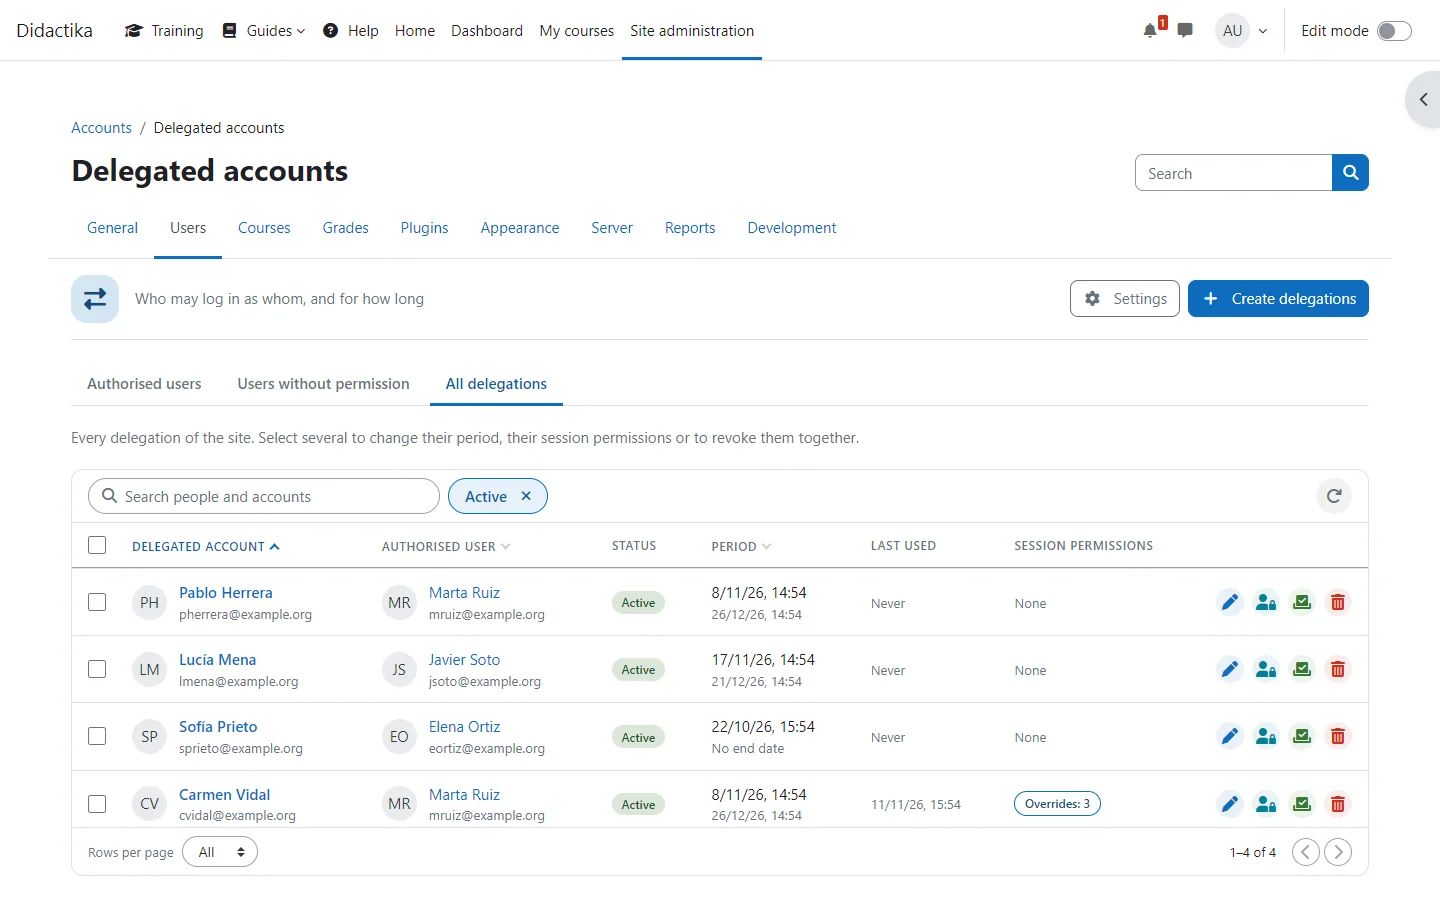 Didactika Training Guides Help Home Dashboard My courses Site administration 1 AU Edit mode
Accounts / Delegated accounts
Delegated accounts
Search
General Users Courses Grades Plugins Appearance Server Reports Development
Who may log in as whom, and for how long
Settings
Create delegations
Authorised users Users without permission All delegations
Every delegation of the site. Select several to change their period, their session permissions or to revoke them together.
Search people and accounts
Active
DELEGATED ACCOUNT AUTHORISED USER STATUS PERIOD LAST USED SESSION PERMISSIONS
PH Pablo Herrera MR Marta Ruiz Active 8/11/26, 14:54 Never None
pherrera@example.org mruiz@example.org 26/12/26, 14:54
LM Lucía Mena JS Javier Soto Active 17/11/26, 14:54 Never None
lmena@example.org jsoto@example.org 21/12/26, 14:54
SP Sofía Prieto EO Elena Ortiz Active 22/10/26, 15:54 Never None
sprieto@example.org eortiz@example.org No end date
CV Carmen Vidal MR Marta Ruiz Active 8/11/26, 14:54 11/11/26, 15:54 Overrides: 3
cvidal@example.org mruiz@example.org 26/12/26, 14:54
Rows per page All 1–4 of 4